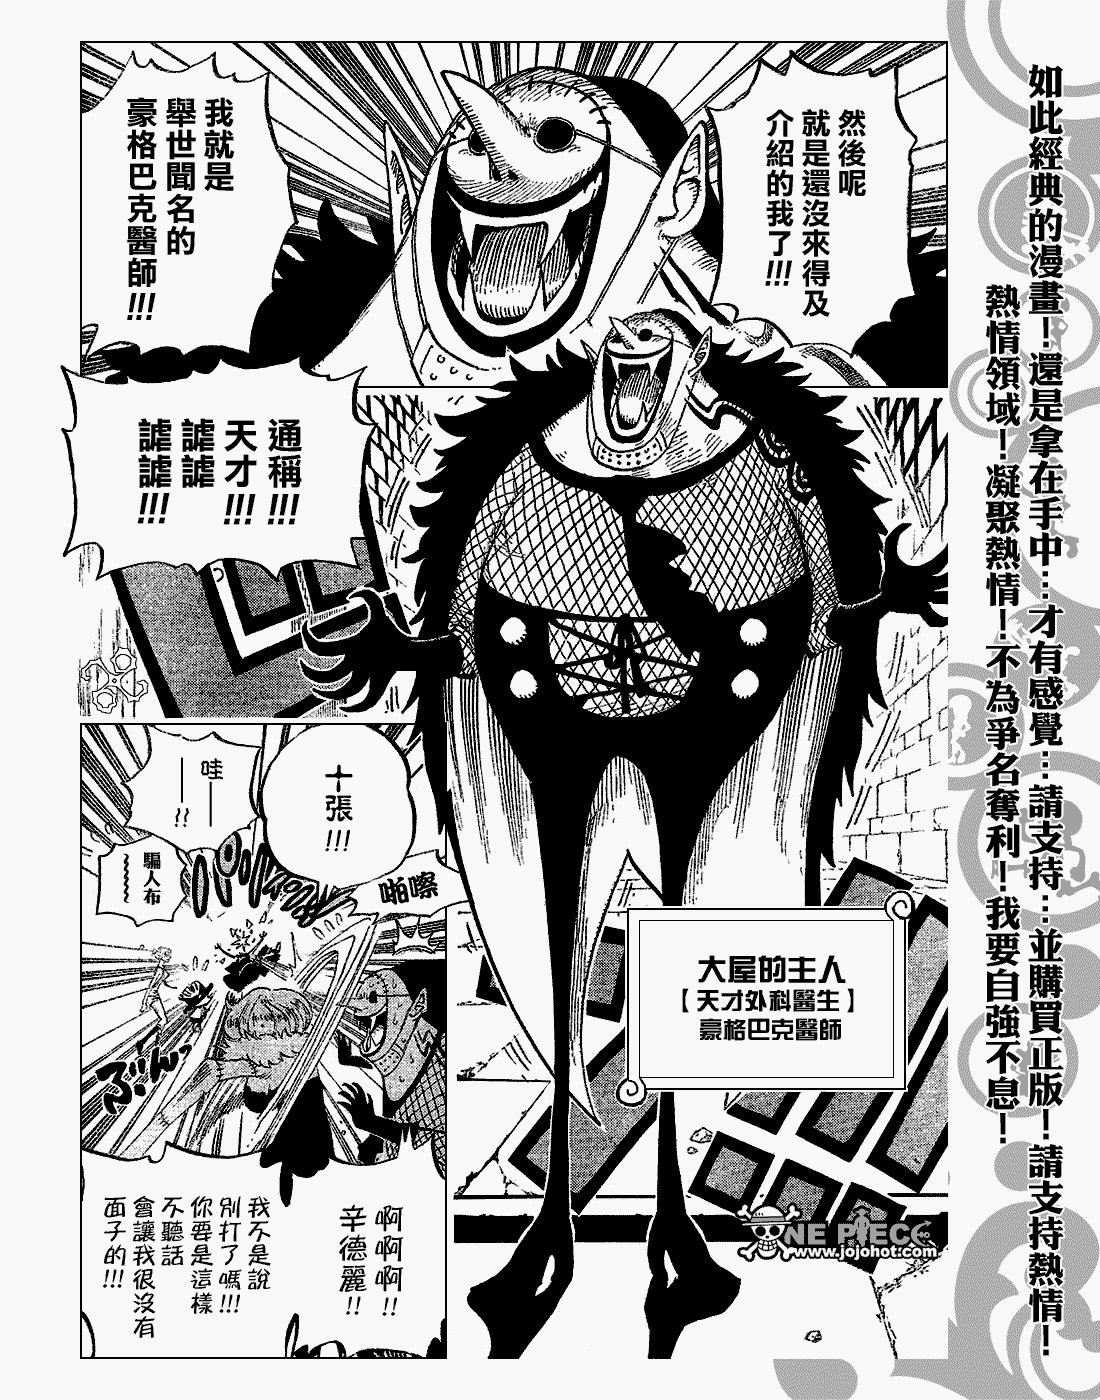 然後呢
就是還沒來得及
介紹的我了!!!
我就是
舉世聞名的
豪格巴克醫師!!!
通稱!!!
天才!!!
謔謔
謔謔!!!
十張!!!
哇——
——!?
騙人布
啪嚓
ぶんっ
大屋的主人
【天才外科醫生】
豪格巴克醫師
啊啊啊!!
辛德麗!!
我不是說
別打了嗎!!!
你要是這樣
不聽話
會讓我很沒有
面子的!!!
ONE PIECE
www.jojohot.com
如此經典的漫畫！還是拿在手中…才有感覺…請支持…並購買正版！請支持熱情！
熱情領域！凝聚熱情！不為爭名奪利！我要自強不息！